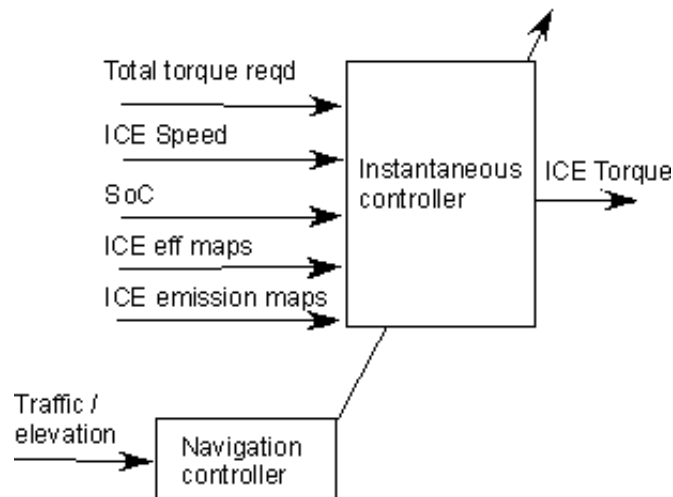 Total torque reqd
ICE Speed
SoC
ICE eff maps
ICE emission maps
Instantaneous
controller
ICE Torque
Traffic /
elevation
Navigation
controller